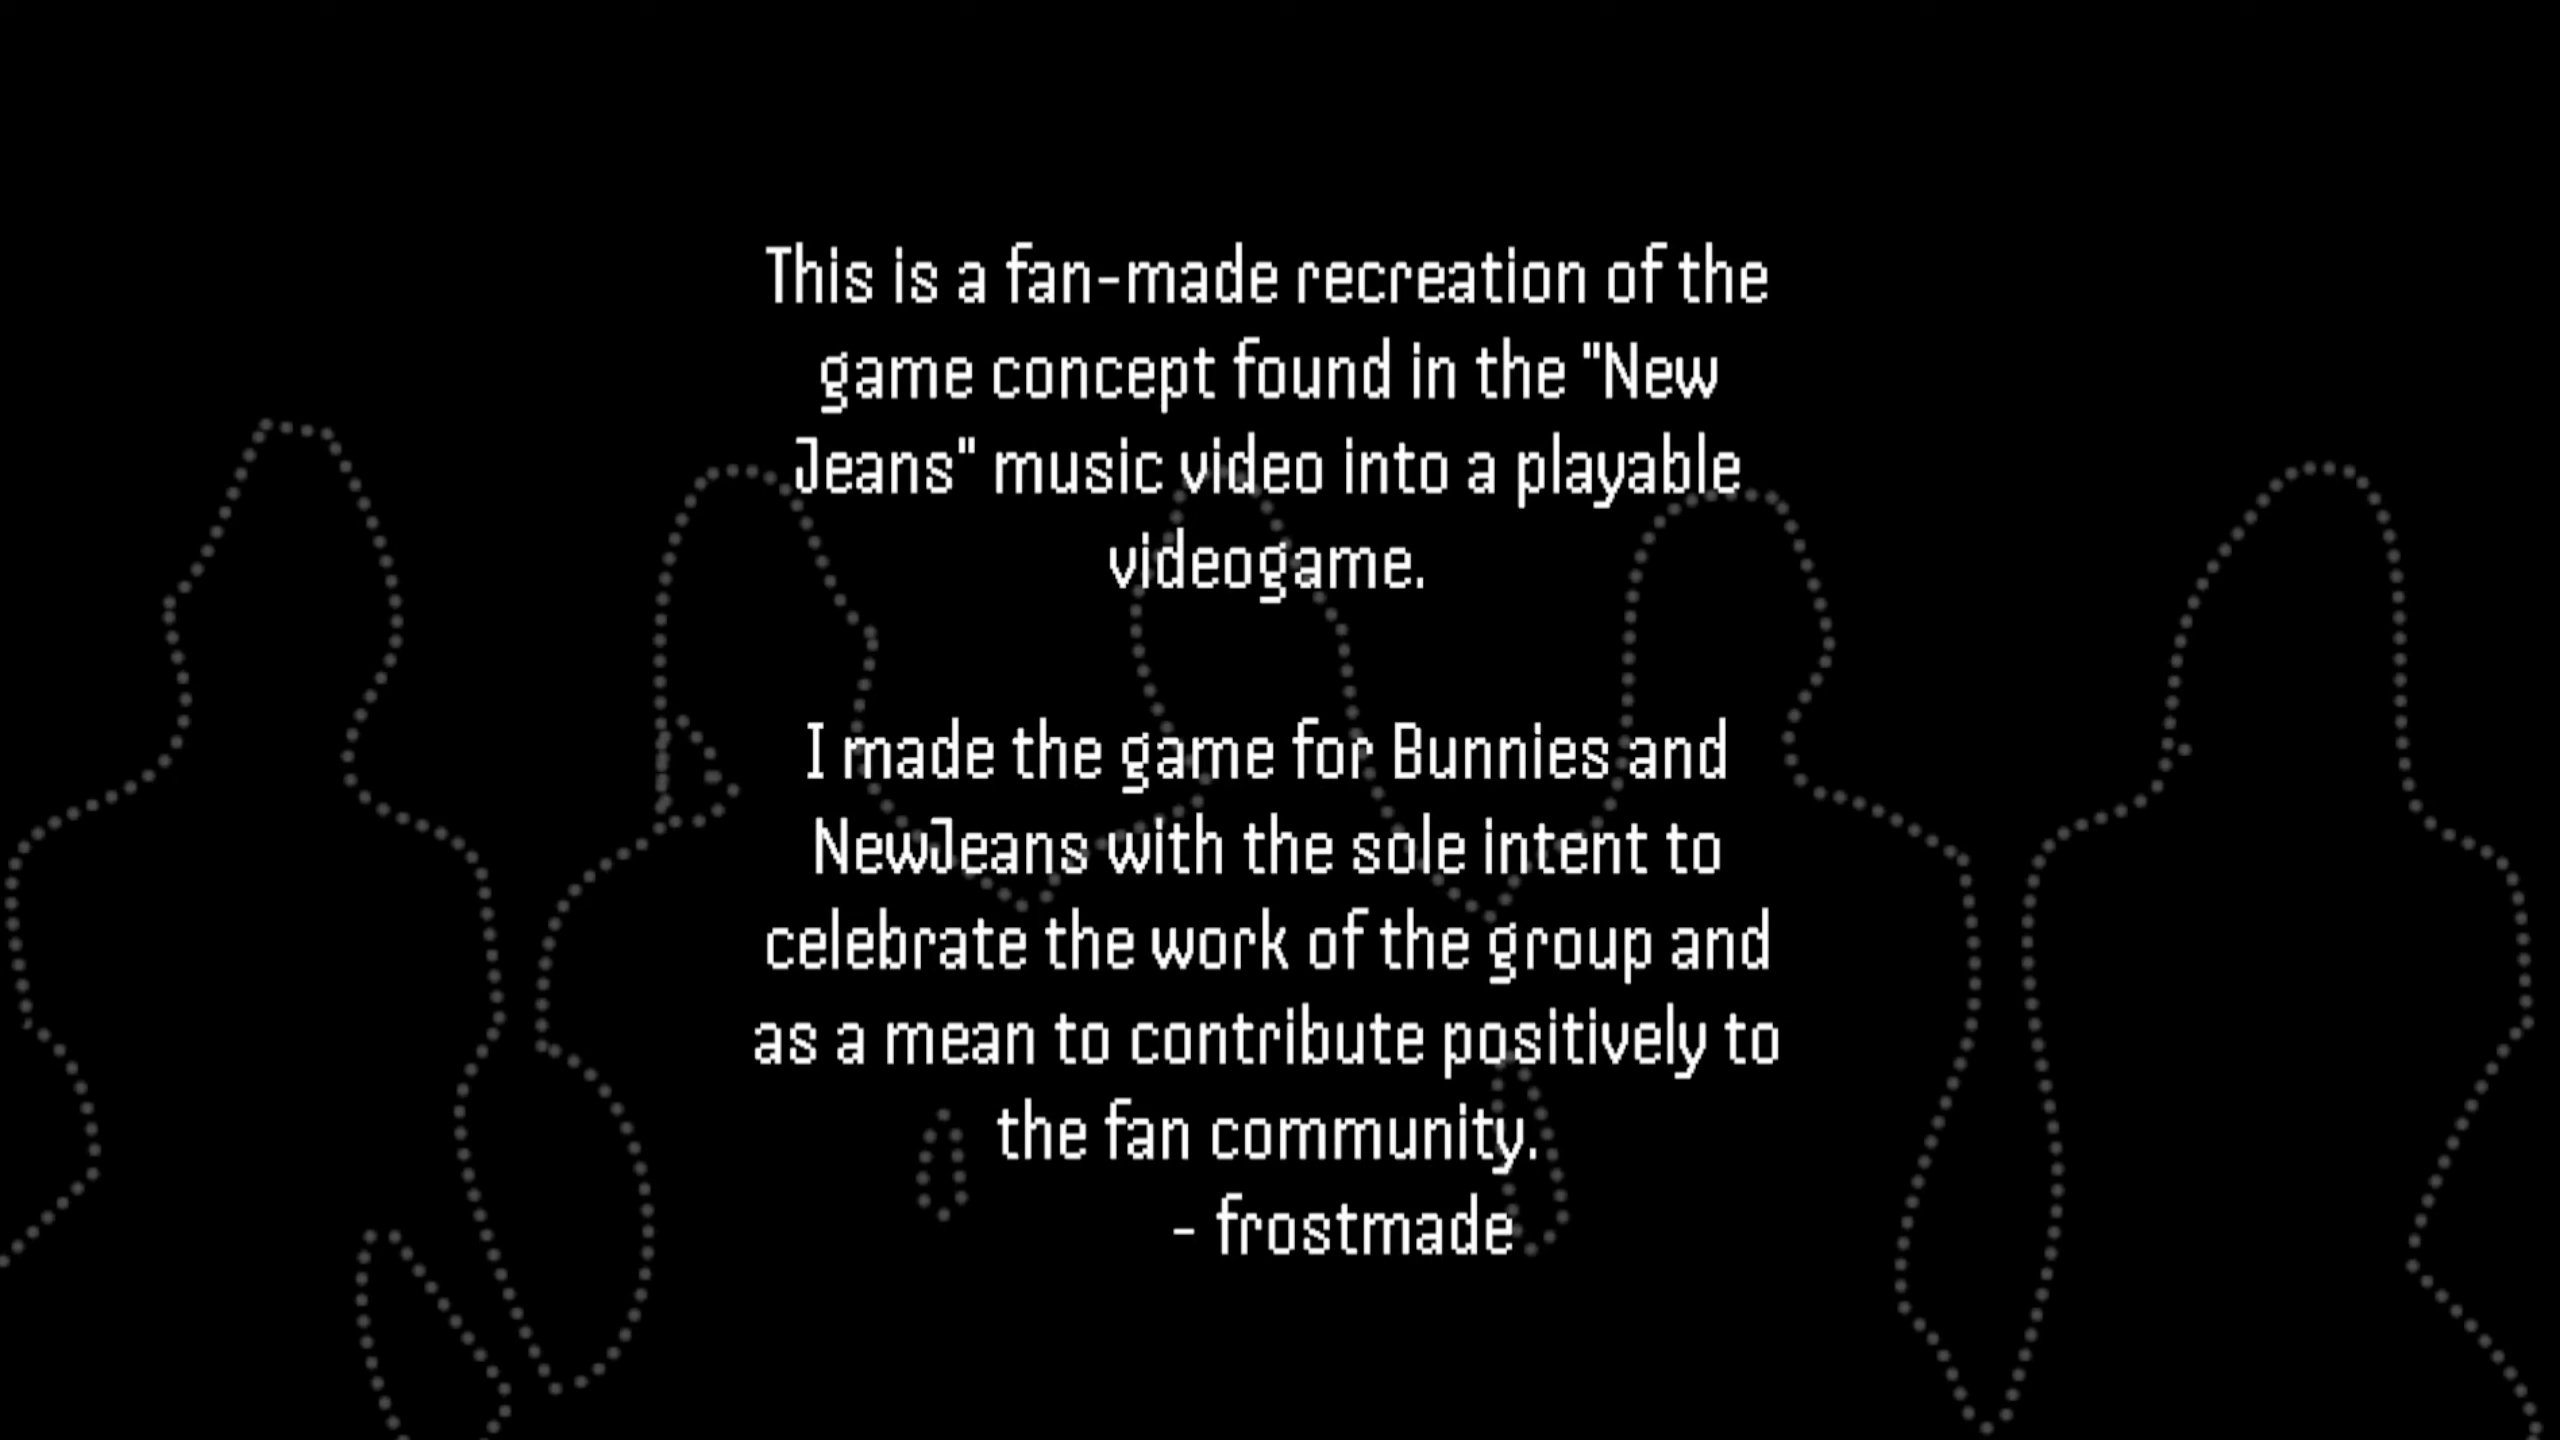 This is a fan-made recreation of the
game concept found in the "New
Jeans" music video into a playable
videogame.
I made the game for Bunnies and
NewJeans with the sole intent to
celebrate the work of the group and
as a mean to contribute positively to
the fan community.
- frostmade